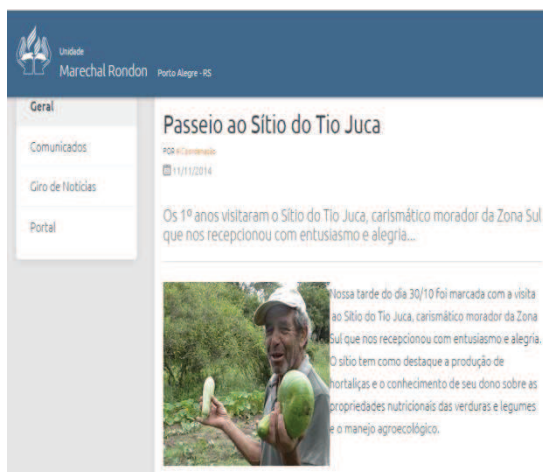 Unidade
Marechal Rondon Porto Alegre - RS
Geral
Comunicados
Giro de Notícias
Portal
Passeio ao Sítio do Tio Juca
POR A Coordenação
11/11/2014
Os 1º anos visitaram o Sítio do Tio Juca, carismático morador da Zona Sul
que nos recepcionou com entusiasmo e alegria...
Nossa tarde do dia 30/10 foi marcada com a visita
ao Sítio do Tio Juca, carismático morador da Zona
Sul que nos recepcionou com entusiasmo e alegria.
O sítio tem como destaque a produção de
hortaliças e o conhecimento de seu dono sobre as
propriedades nutricionais das verduras e legumes
e o manejo agroecológico.